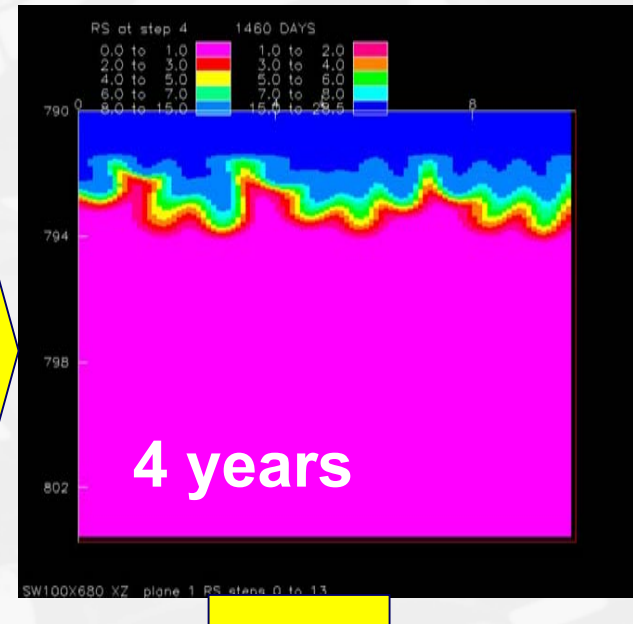 RS at step 4 1460 DAYS
0.0 to 1.0 1.0 to 2.0
2.0 to 3.0 3.0 to 4.0
4.0 to 5.0 5.0 to 6.0
6.0 to 7.0 7.0 to 8.0
8.0 to 15.0 15.0 to 28.5
0 4 8
790
794
798
802
4 years
SW100X680 XZ plane 1 RS steps 0 to 13